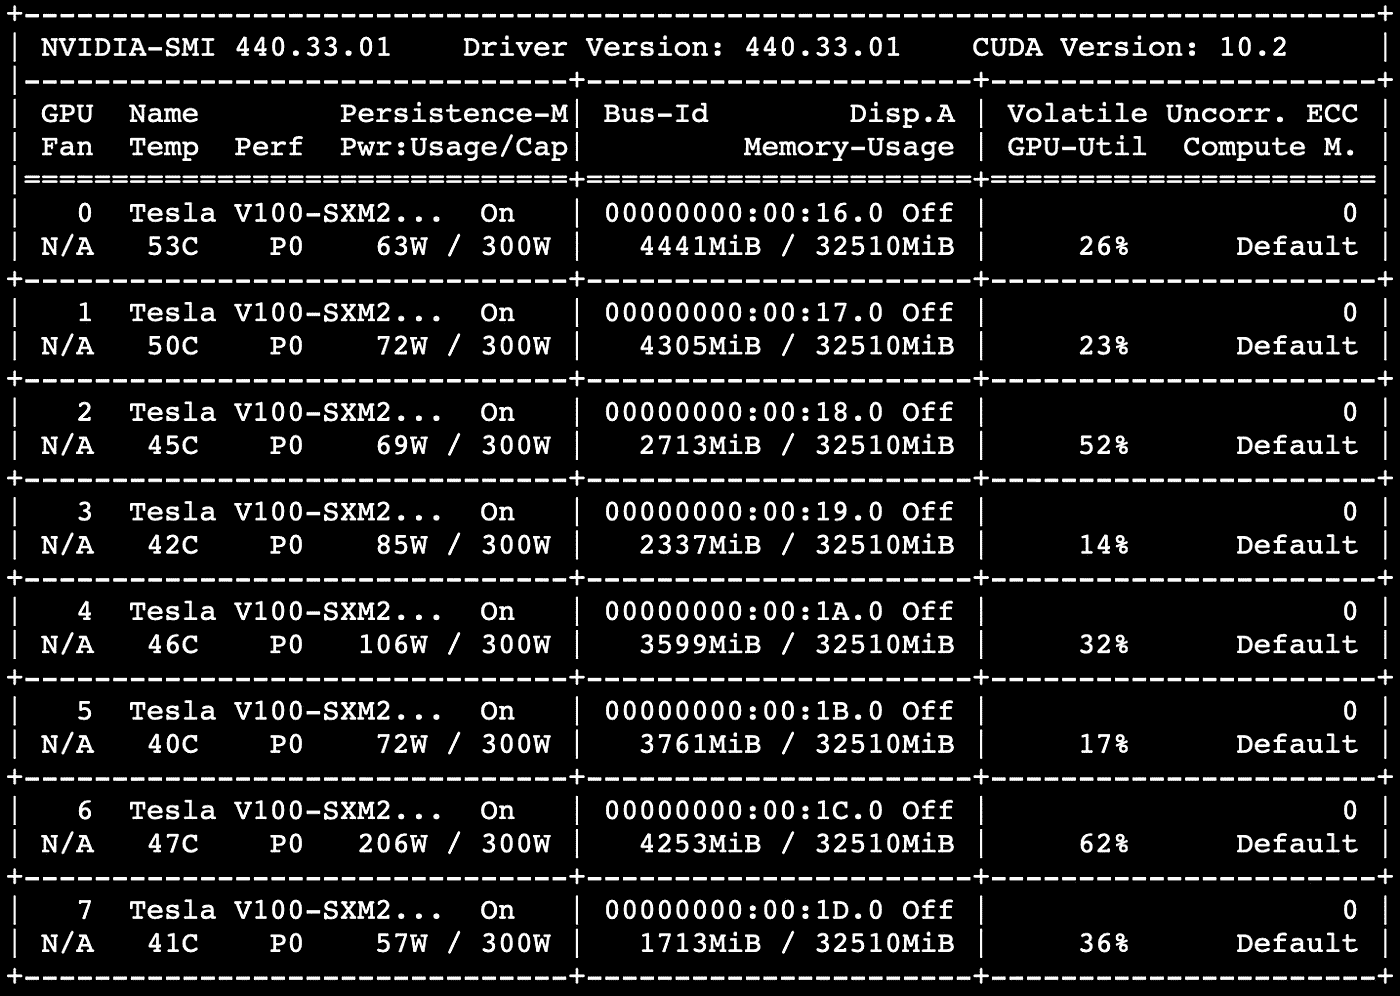 +-----------------------------------------------------------------------------+
| NVIDIA-SMI 440.33.01    Driver Version: 440.33.01    CUDA Version: 10.2     |
|-------------------------------+----------------------+----------------------+
| GPU  Name        Persistence-M| Bus-Id        Disp.A | Volatile Uncorr. ECC |
| Fan  Temp  Perf  Pwr:Usage/Cap|         Memory-Usage | GPU-Util  Compute M. |
|===============================+======================+======================|
|   0  Tesla V100-SXM2...  On   | 00000000:00:16.0 Off |                    0 |
| N/A   53C    P0    63W / 300W |   4441MiB / 32510MiB |     26%      Default |
+-------------------------------+----------------------+----------------------+
|   1  Tesla V100-SXM2...  On   | 00000000:00:17.0 Off |                    0 |
| N/A   50C    P0    72W / 300W |   4305MiB / 32510MiB |     23%      Default |
+-------------------------------+----------------------+----------------------+
|   2  Tesla V100-SXM2...  On   | 00000000:00:18.0 Off |                    0 |
| N/A   45C    P0    69W / 300W |   2713MiB / 32510MiB |     52%      Default |
+-------------------------------+----------------------+----------------------+
|   3  Tesla V100-SXM2...  On   | 00000000:00:19.0 Off |                    0 |
| N/A   42C    P0    85W / 300W |   2337MiB / 32510MiB |     14%      Default |
+-------------------------------+----------------------+----------------------+
|   4  Tesla V100-SXM2...  On   | 00000000:00:1A.0 Off |                    0 |
| N/A   46C    P0   106W / 300W |   3599MiB / 32510MiB |     32%      Default |
+-------------------------------+----------------------+----------------------+
|   5  Tesla V100-SXM2...  On   | 00000000:00:1B.0 Off |                    0 |
| N/A   40C    P0    72W / 300W |   3761MiB / 32510MiB |     17%      Default |
+-------------------------------+----------------------+----------------------+
|   6  Tesla V100-SXM2...  On   | 00000000:00:1C.0 Off |                    0 |
| N/A   47C    P0   206W / 300W |   4253MiB / 32510MiB |     62%      Default |
+-------------------------------+----------------------+----------------------+
|   7  Tesla V100-SXM2...  On   | 00000000:00:1D.0 Off |                    0 |
| N/A   41C    P0    57W / 300W |   1713MiB / 32510MiB |     36%      Default |
+-------------------------------+----------------------+----------------------+